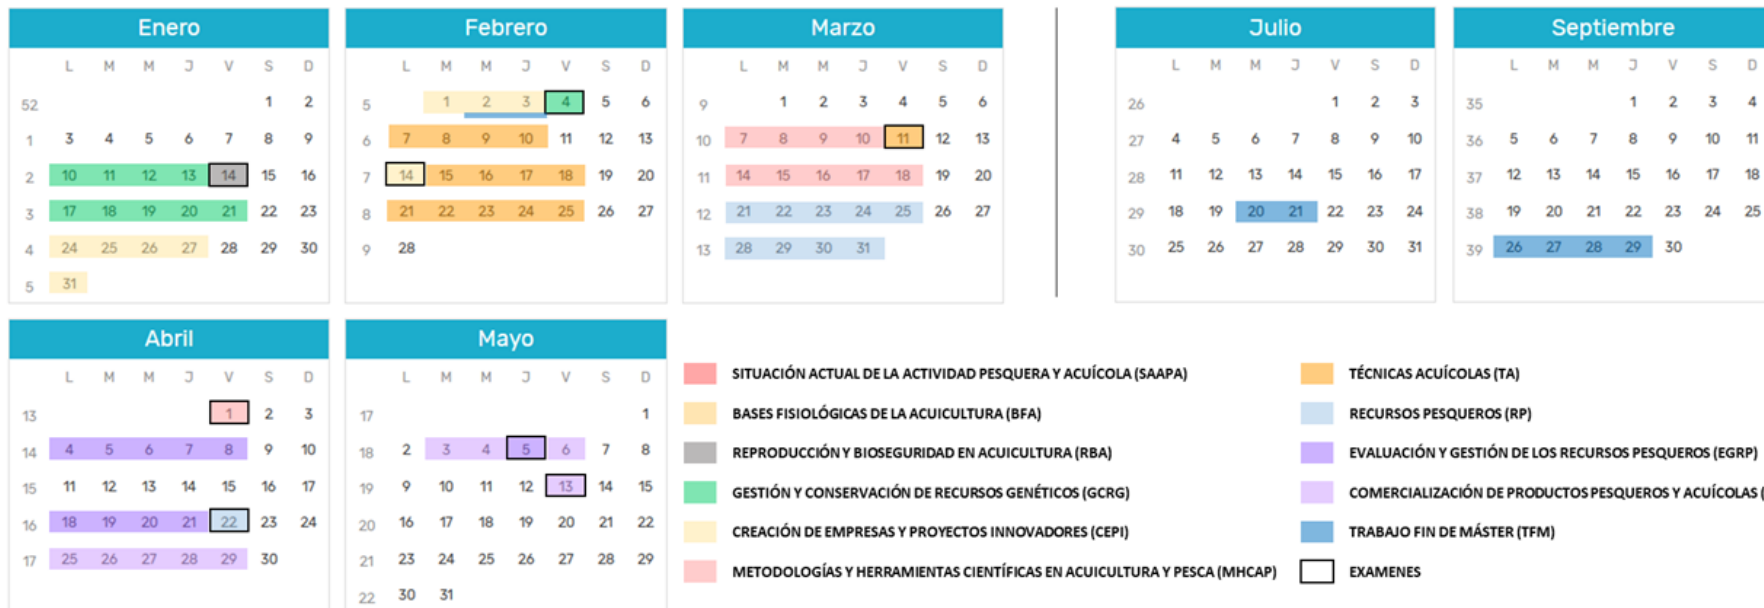 Enero
L M M J V S D
52 1 2
1 3 4 5 6 7 8 9
2 10 11 12 13 14 15 16
3 17 18 19 20 21 22 23
4 24 25 26 27 28 29 30
5 31
Febrero
L M M J V S D
5 1 2 3 4 5 6
6 7 8 9 10 11 12 13
7 14 15 16 17 18 19 20
8 21 22 23 24 25 26 27
9 28
Marzo
L M M J V S D
9 1 2 3 4 5 6
10 7 8 9 10 11 12 13
11 14 15 16 17 18 19 20
12 21 22 23 24 25 26 27
13 28 29 30 31
Julio
L M M J V S D
26 1 2 3
27 4 5 6 7 8 9 10
28 11 12 13 14 15 16 17
29 18 19 20 21 22 23 24
30 25 26 27 28 29 30 31
Septiembre
L M M J V S D
35 1 2 3 4
36 5 6 7 8 9 10 11
37 12 13 14 15 16 17 18
38 19 20 21 22 23 24 25
39 26 27 28 29 30
Abril
L M M J V S D
13 1 2 3
14 4 5 6 7 8 9 10
15 11 12 13 14 15 16 17
16 18 19 20 21 22 23 24
17 25 26 27 28 29 30
Mayo
L M M J V S D
17 1
18 2 3 4 5 6 7 8
19 9 10 11 12 13 14 15
20 16 17 18 19 20 21 22
21 23 24 25 26 27 28 29
22 30 31
SITUACIÓN ACTUAL DE LA ACTIVIDAD PESQUERA Y ACUÍCOLA (SAAPA)
BASES FISIOLÓGICAS DE LA ACUICULTURA (BFA)
REPRODUCCIÓN Y BIOSEGURIDAD EN ACUICULTURA (RBA)
GESTIÓN Y CONSERVACIÓN DE RECURSOS GENÉTICOS (GCRG)
CREACIÓN DE EMPRESAS Y PROYECTOS INNOVADORES (CEPI)
METODOLOGÍAS Y HERRAMIENTAS CIENTÍFICAS EN ACUICULTURA Y PESCA (MHCAP)
TÉCNICAS ACUÍCOLAS (TA)
RECURSOS PESQUEROS (RP)
EVALUACIÓN Y GESTIÓN DE LOS RECURSOS PESQUEROS (EGRP)
COMERCIALIZACIÓN DE PRODUCTOS PESQUEROS Y ACUÍCOLAS (
TRABAJO FIN DE MÁSTER (TFM)
EXAMENES